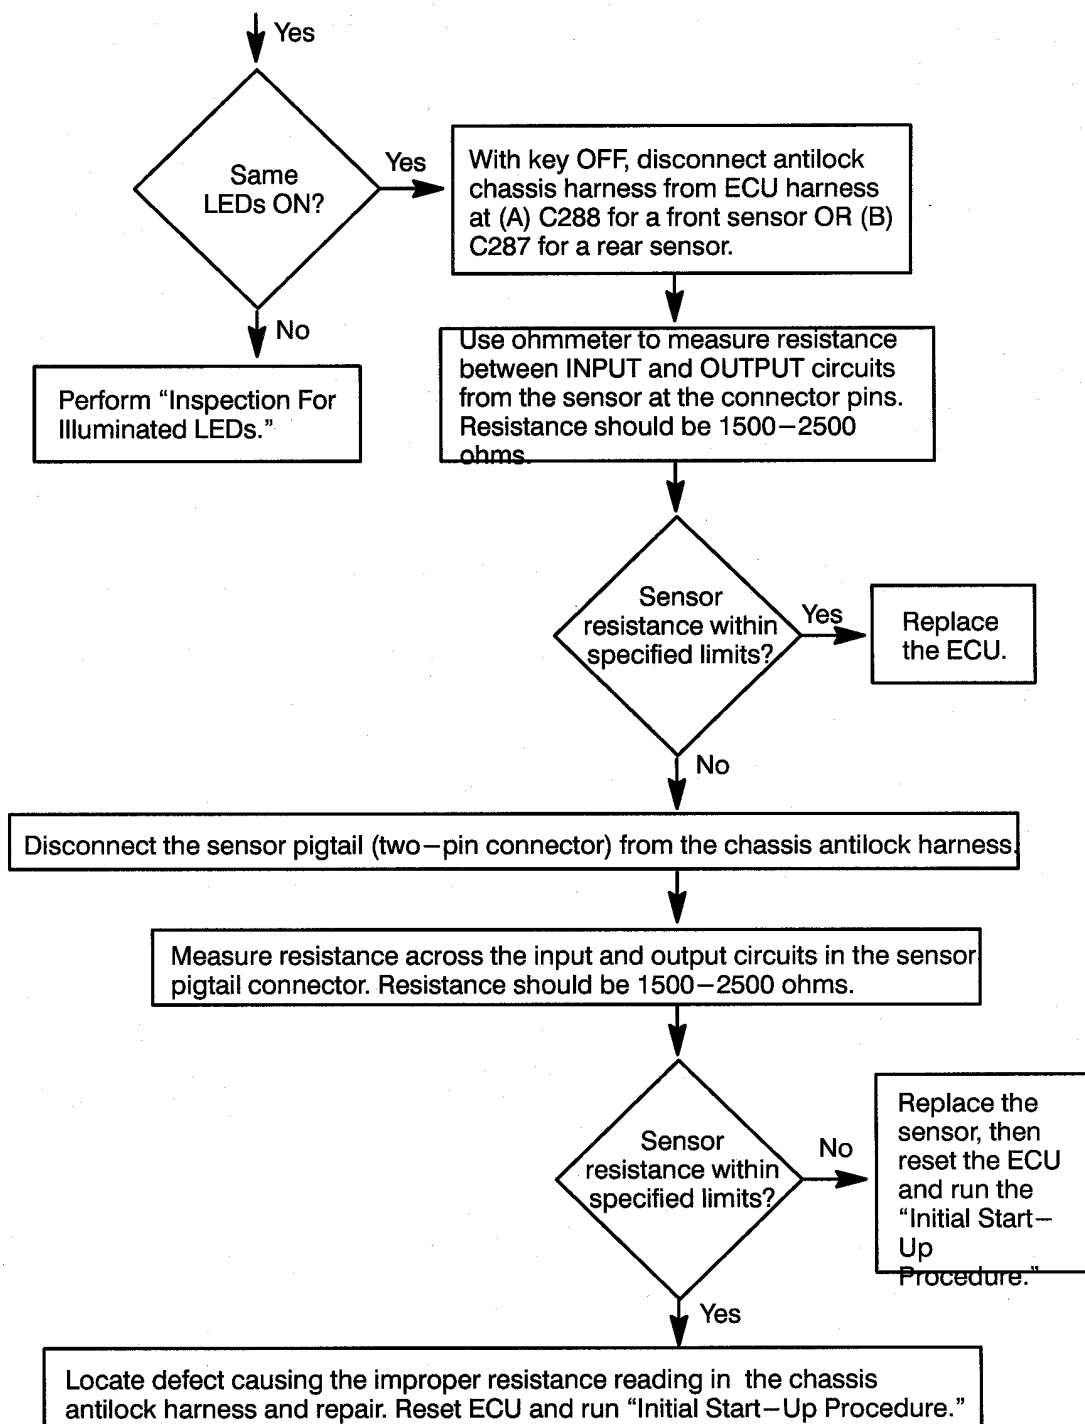 Yes
Same
LEDs ON?
Yes
With key OFF, disconnect antilock
chassis harness from ECU harness
at (A) C288 for a front sensor OR (B)
C287 for a rear sensor.
No
Perform “Inspection For
Illuminated LEDs.”
Use ohmmeter to measure resistance
between INPUT and OUTPUT circuits
from the sensor at the connector pins.
Resistance should be 1500–2500
ohms.
Sensor
resistance within
specified limits?
Yes
Replace
the ECU.
No
Disconnect the sensor pigtail (two–pin connector) from the chassis antilock harness.
Measure resistance across the input and output circuits in the sensor
pigtail connector. Resistance should be 1500–2500 ohms.
Sensor
resistance within
specified limits?
No
Replace the
sensor, then
reset the ECU
and run the
“Initial Start–
Up
Procedure.”
Yes
Locate defect causing the improper resistance reading in the chassis
antilock harness and repair. Reset ECU and run “Initial Start–Up Procedure.”